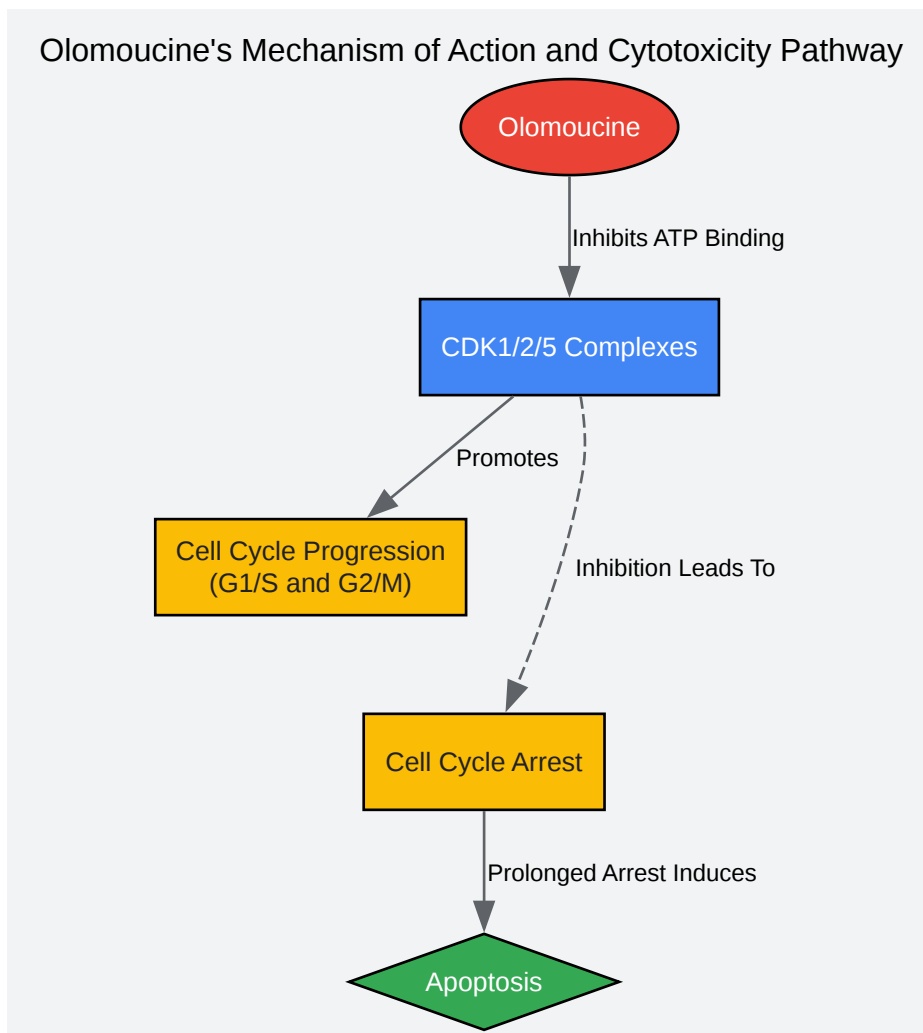 Olomoucine's Mechanism of Action and Cytotoxicity Pathway
Olomoucine
Inhibits ATP Binding
CDK1/2/5 Complexes
Promotes
Cell Cycle Progression
(G1/S and G2/M)
Inhibition Leads To
Cell Cycle Arrest
Prolonged Arrest Induces
Apoptosis